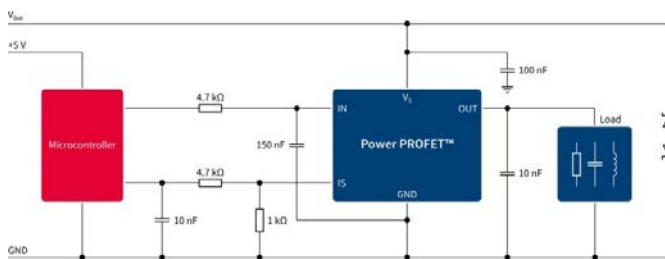 V_Bat
+5 V
100 nF
4.7 kΩ
V_S
IN
OUT
Load
Microcontroller
150 nF
Power PROFET™
4.7 kΩ
IS
10 nF
10 nF
1 kΩ
GND
GND